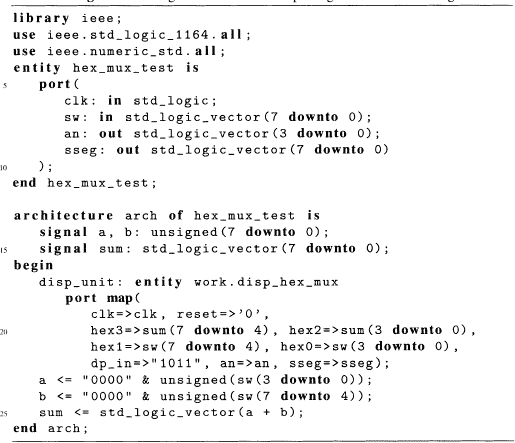 library ieee;
use ieee.std_logic_1164.all;
use ieee.numeric_std.all;
entity hex_mux_test is
5 port(
clk: in std_logic;
sw: in std_logic_vector(7 downto 0);
an: out std_logic_vector(3 downto 0);
sseg: out std_logic_vector(7 downto 0)
10 );
end hex_mux_test;
architecture arch of hex_mux_test is
signal a, b: unsigned(7 downto 0);
15 signal sum: std_logic_vector(7 downto 0);
begin
disp_unit: entity work.disp_hex_mux
port map(
clk=>clk, reset=>'0',
20 hex3=>sum(7 downto 4), hex2=>sum(3 downto 0),
hex1=>sw(7 downto 4), hex0=>sw(3 downto 0),
dp_in=>"1011", an=>an, sseg=>sseg);
a <= "0000" & unsigned(sw(3 downto 0));
b <= "0000" & unsigned(sw(7 downto 4));
25 sum <= std_logic_vector(a + b);
end arch;